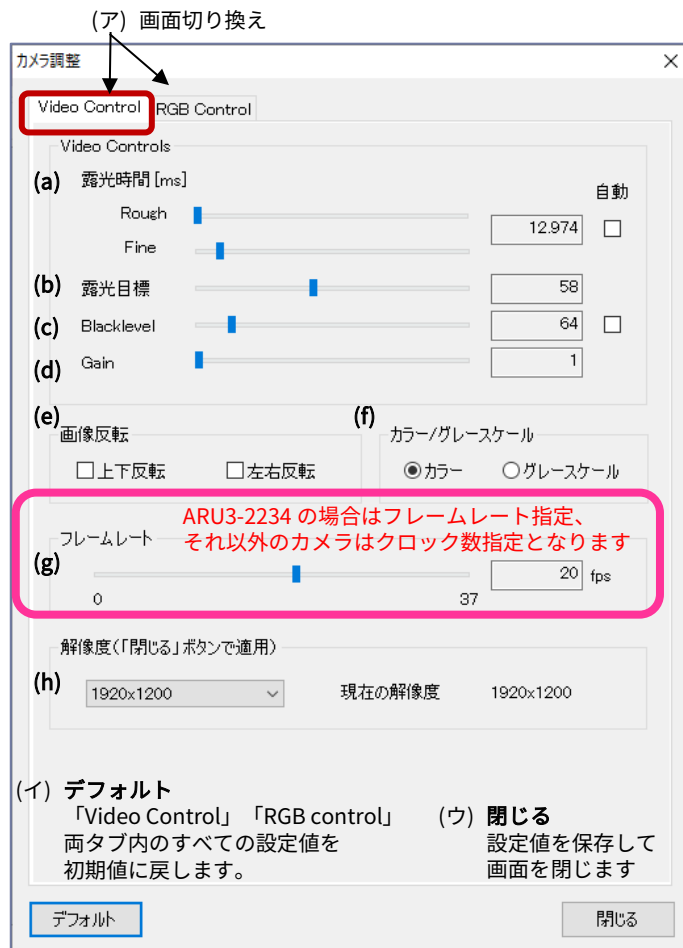 (ア) 画面切り換え
カメラ調整
Video Control RGB Control
Video Controls
(a) 露光時間 [ms]
自動
Rough
12.974
Fine
(b) 露光目標 58
(c) Blacklevel 64
(d) Gain 1
(e) 画像反転
(f) カラー/グレースケール
上下反転 左右反転
カラー グレースケール
ARU3-2234 の場合はフレームレート指定、
それ以外のカメラはクロック数指定となります
フレームレート
(g) 20 fps
0 37
解像度(「閉じる」ボタンで適用)
(h) 1920x1200 現在の解像度 1920x1200
(イ) デフォルト
「Video Control」「RGB control」
両タブ内のすべての設定値を
初期値に戻します。
(ウ) 閉じる
設定値を保存して
画面を閉じます
デフォルト 閉じる